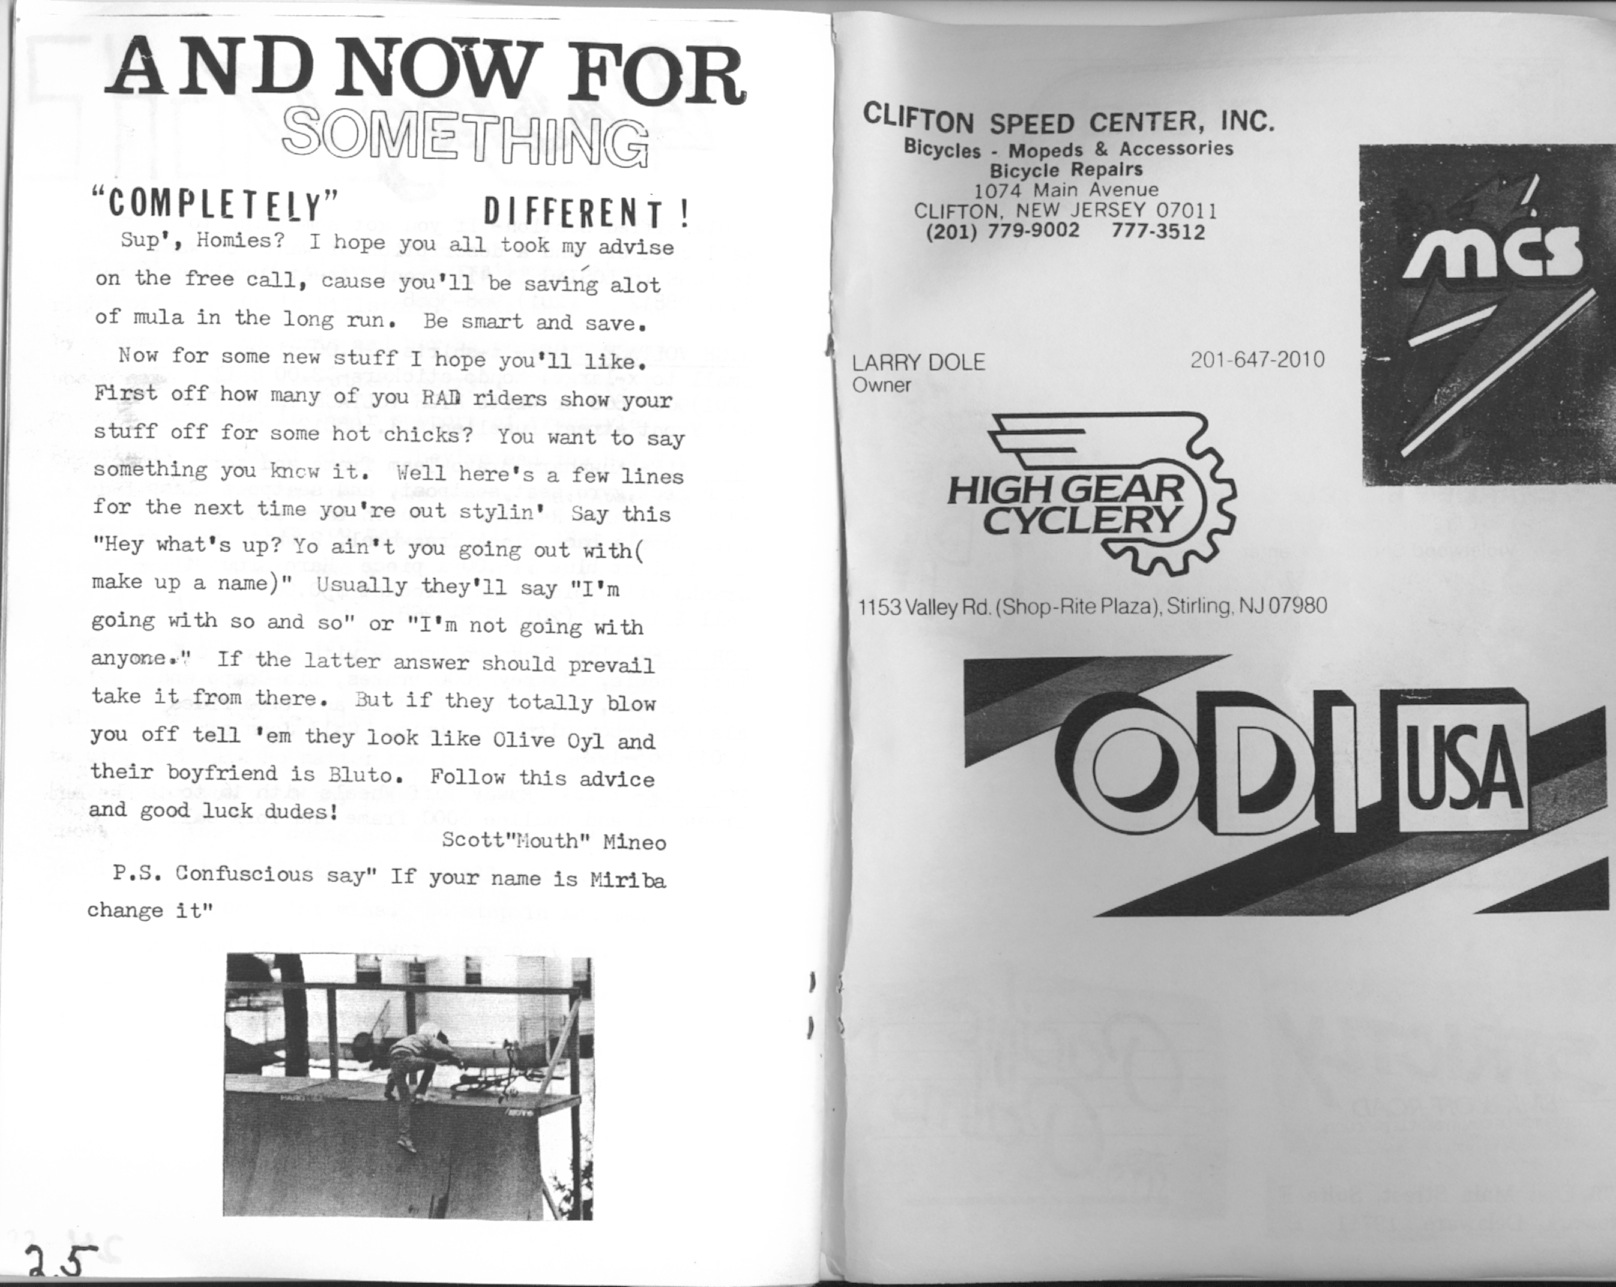 AND NOW FOR
SOMETHING
"COMPLETELY" DIFFERENT!
Sup', Homies? I hope you all took my advise
on the free call, cause you'll be saving alot
of mula in the long run. Be smart and save.
Now for some new stuff I hope you'll like.
First off how many of you RAD riders show your
stuff off for some hot chicks? You want to say
something you know it. Well here's a few lines
for the next time you're out stylin' Say this
"Hey what's up? Yo ain't you going out with(
make up a name)" Usually they'll say "I'm
going with so and so" or "I'm not going with
anyone." If the latter answer should prevail
take it from there. But if they totally blow
you off tell 'em they look like Olive Oyl and
their boyfriend is Bluto. Follow this advice
and good luck dudes!
Scott"Mouth" Mineo
P.S. Confuscious say" If your name is Miriba
change it"
25
CLIFTON SPEED CENTER, INC.
Bicycles - Mopeds & Accessories
Bicycle Repairs
1074 Main Avenue
CLIFTON, NEW JERSEY 07011
(201) 779-9002 777-3512
mcs
LARRY DOLE 201-647-2010
Owner
HIGH GEAR
CYCLERY
1153 Valley Rd. (Shop-Rite Plaza), Stirling, NJ 07980
ODI USA